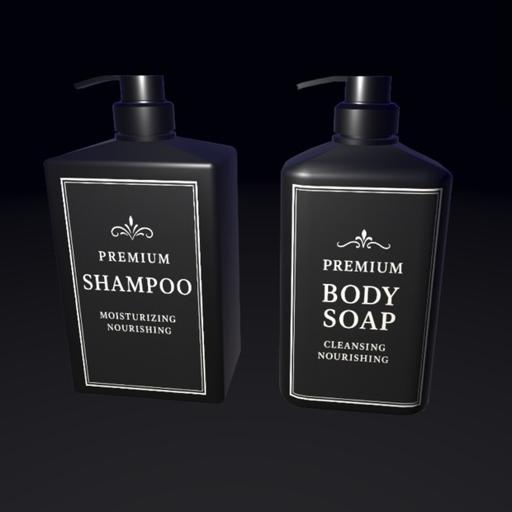 PREMIUM
SHAMPOO
MOISTURIZING
NOURISHING
PREMIUM
BODY
SOAP
CLEANSING
NOURISHING